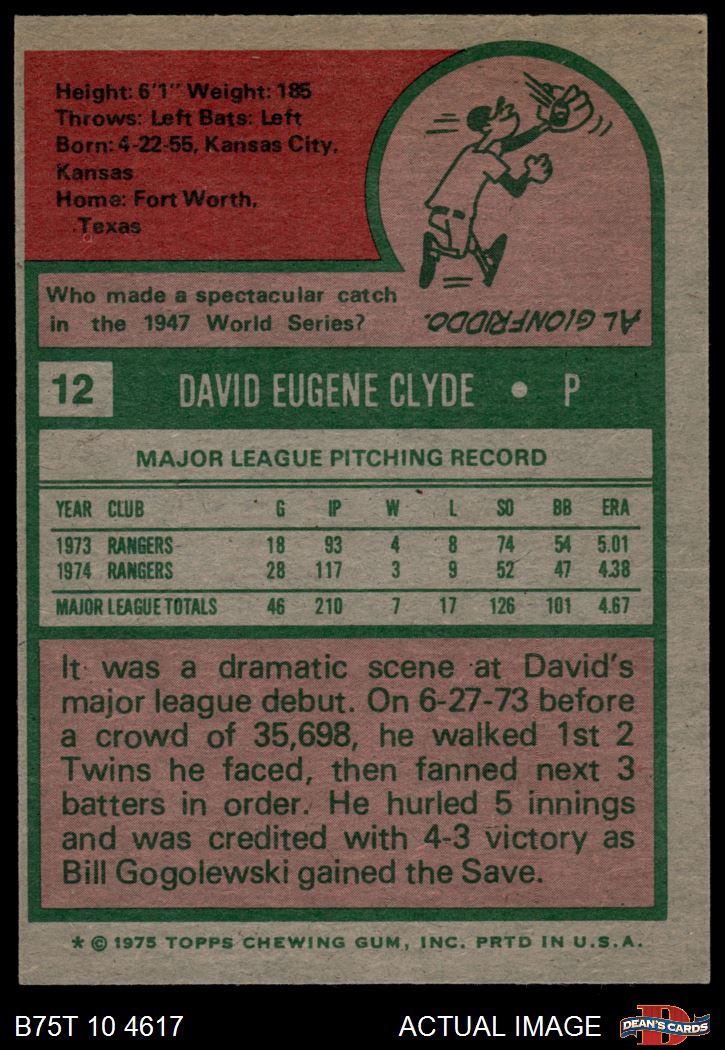 Height: 6'1" Weight: 185
Throws: Left Bats: Left
Born: 4-22-55, Kansas City,
Kansas
Home: Fort Worth,
Texas
Who made a spectacular catch
in the 1947 World Series?
AL GIONFRIDDO.
12 DAVID EUGENE CLYDE • P
MAJOR LEAGUE PITCHING RECORD
YEAR CLUB G IP W L SO BB ERA
1973 RANGERS 18 93 4 8 74 54 5.01
1974 RANGERS 28 117 3 9 52 47 4.38
MAJOR LEAGUE TOTALS 46 210 7 17 126 101 4.67
It was a dramatic scene at David's
major league debut. On 6-27-73 before
a crowd of 35,698, he walked 1st 2
Twins he faced, then fanned next 3
batters in order. He hurled 5 innings
and was credited with 4-3 victory as
Bill Gogolewski gained the Save.
* © 1975 TOPPS CHEWING GUM, INC. PRTD IN U.S.A.
B75T 10 4617 ACTUAL IMAGE D DEAN'S CARDS